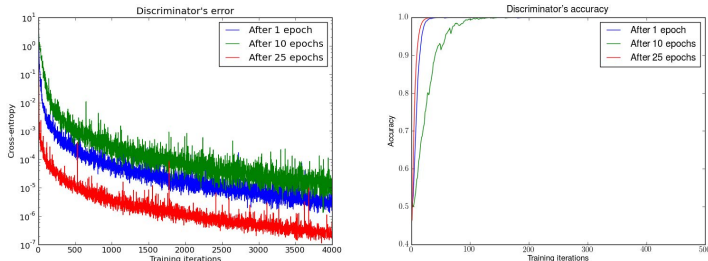 Discriminator's error
10^1
10^0
10^-1
10^-2
10^-3
10^-4
10^-5
10^-6
10^-7
Cross-entropy
After 1 epoch
After 10 epochs
After 25 epochs
0 500 1000 1500 2000 2500 3000 3500 4000
Training iterations
Discriminator's accuracy
1.0
0.9
0.8
0.7
0.6
0.5
0.4
Accuracy
After 1 epoch
After 10 epochs
After 25 epochs
0 100 200 300 400
Training iterations